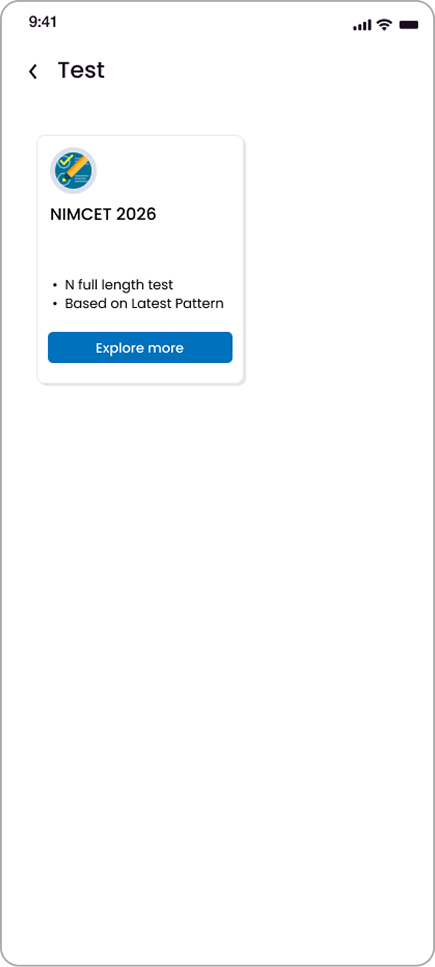 9:41
Test
NIMCET 2026
• N full length test
• Based on Latest Pattern
Explore more